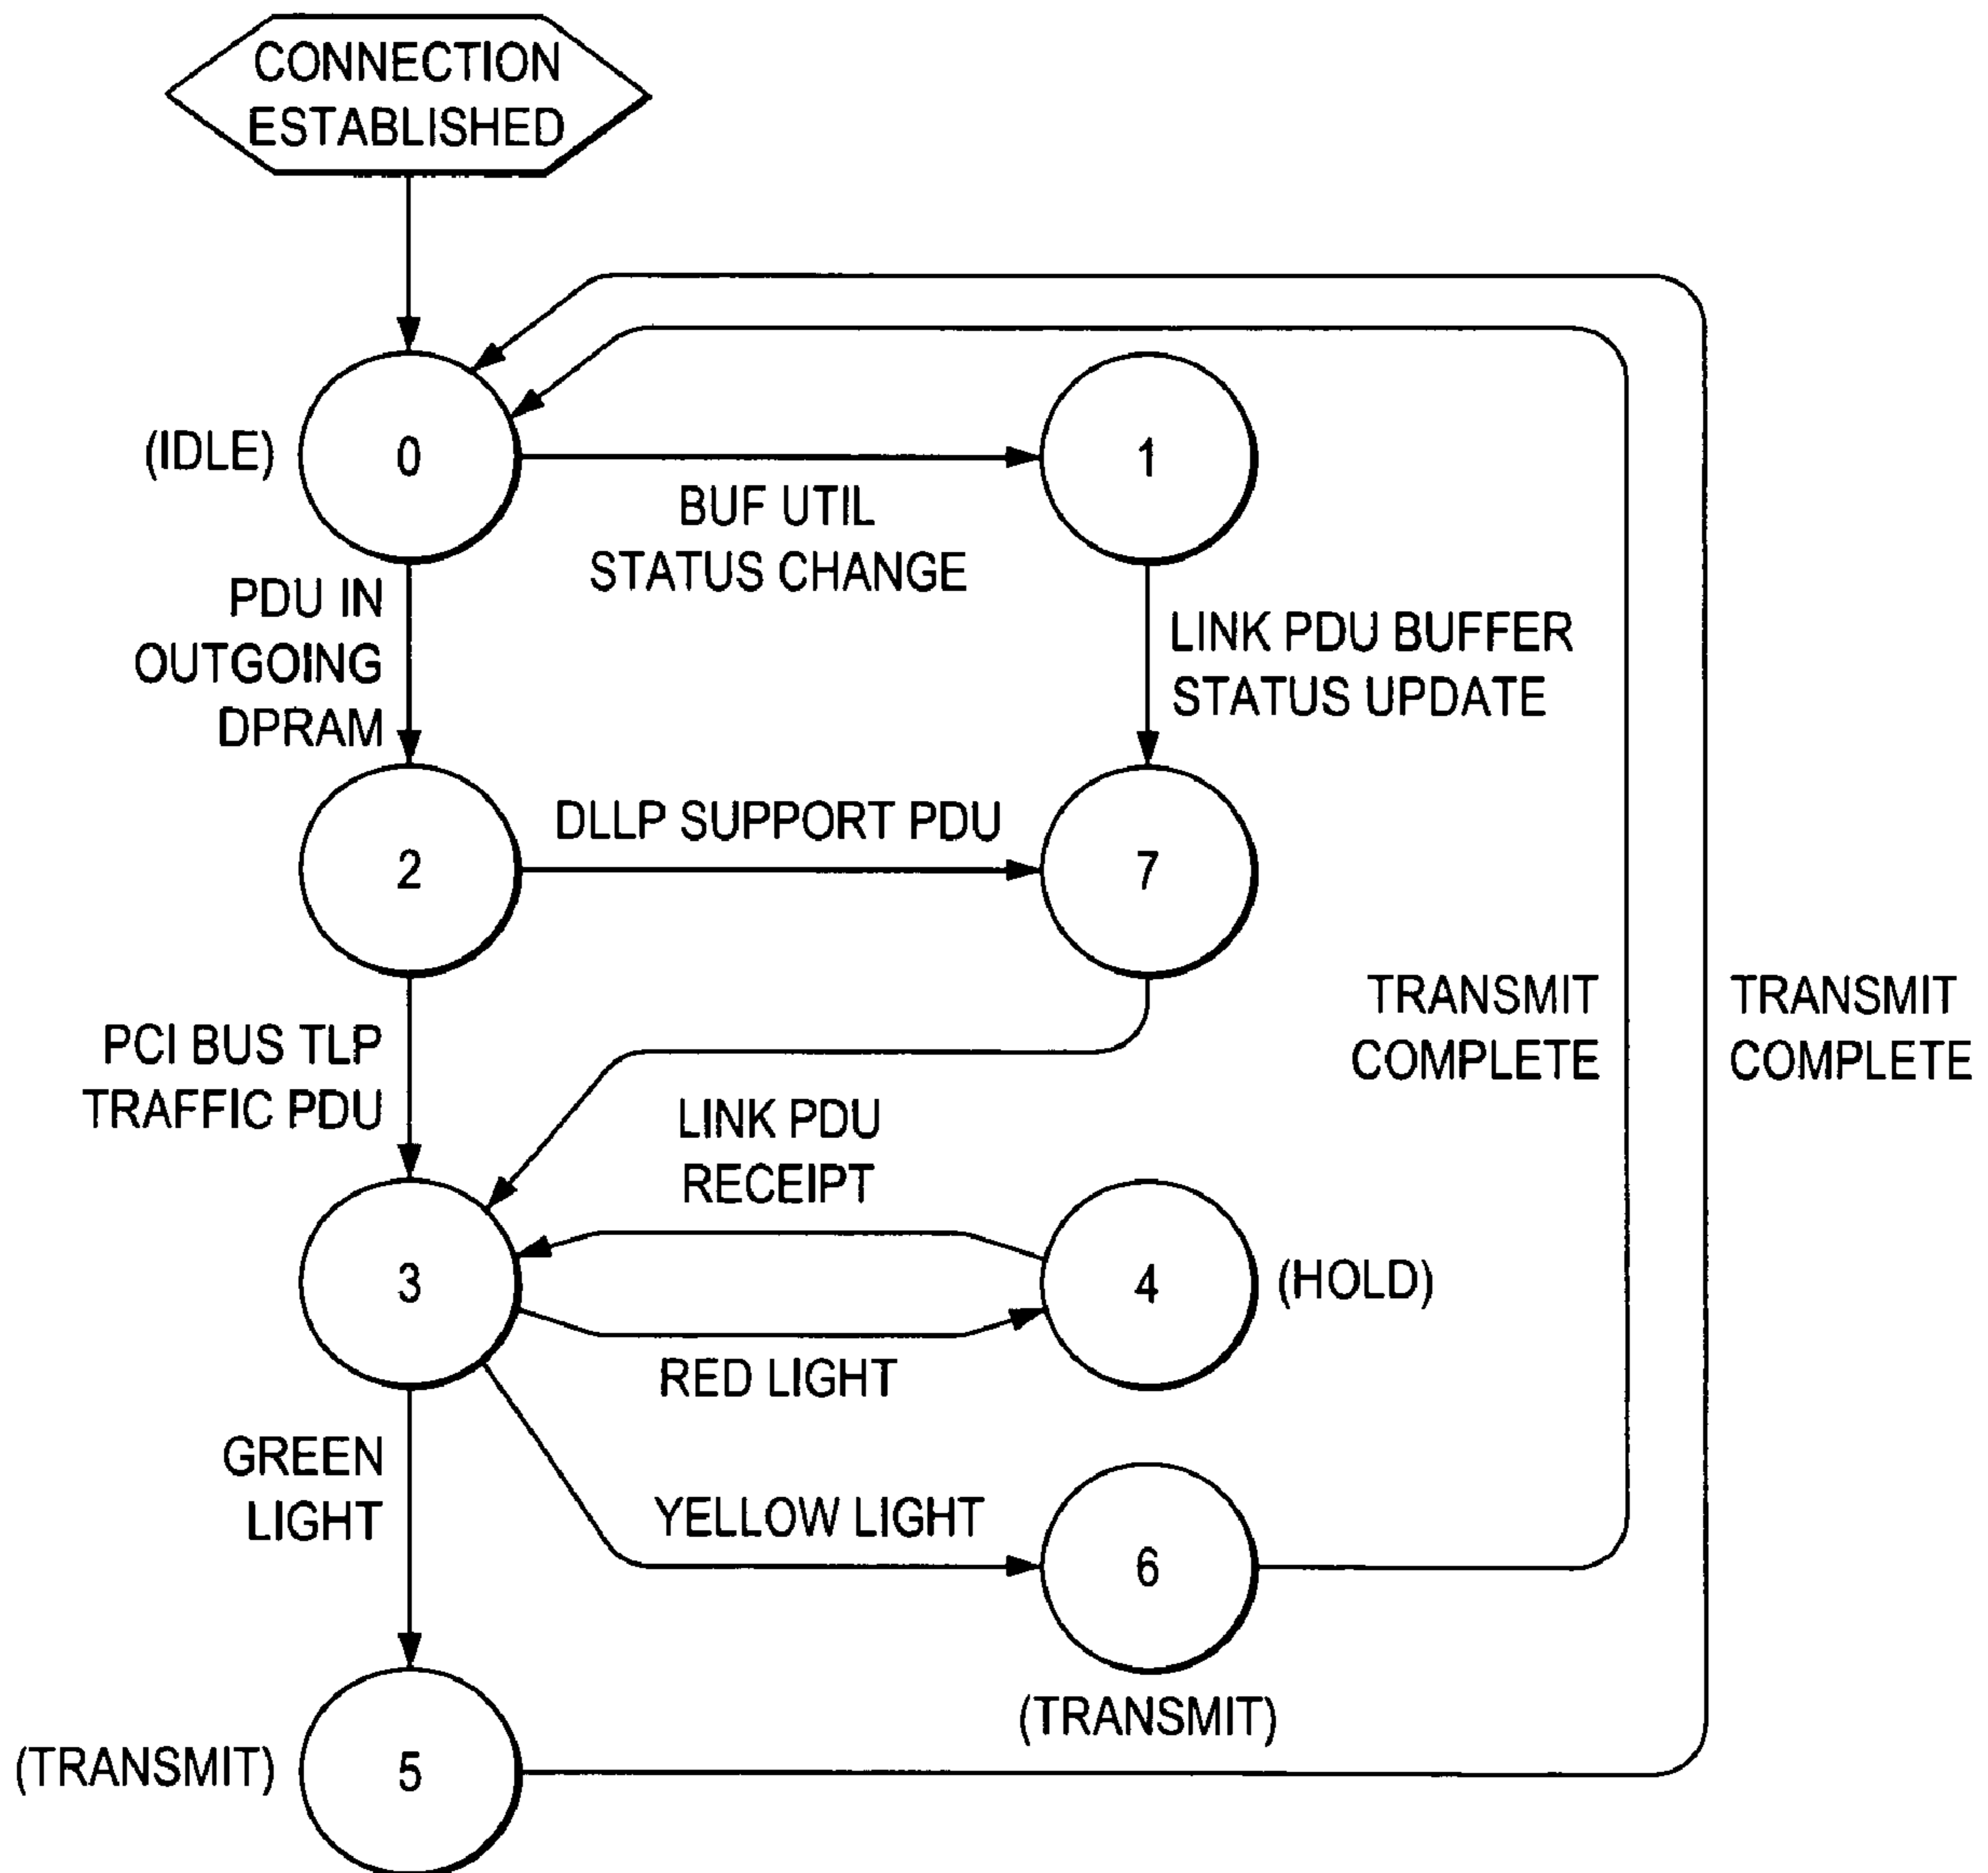 CONNECTION
ESTABLISHED
(IDLE)
0
1
BUF UTIL
STATUS CHANGE
PDU IN
OUTGOING
DPRAM
LINK PDU BUFFER
STATUS UPDATE
2
DLLP SUPPORT PDU
7
PCI BUS TLP
TRAFFIC PDU
TRANSMIT
COMPLETE
TRANSMIT
COMPLETE
LINK PDU
RECEIPT
3
4
(HOLD)
RED LIGHT
GREEN
LIGHT
YELLOW LIGHT
6
(TRANSMIT)
(TRANSMIT)
5